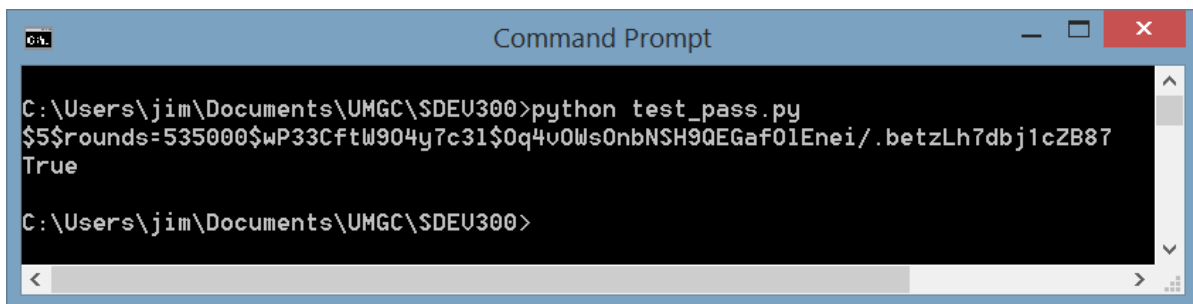 Command Prompt
C:\Users\jim\Documents\UMGC\SDEV300>python test_pass.py
$5$rounds=535000$wP33CftW9O4y7c3l$Oq4vOWsOnbNSH9QEGafOlEnei/.betzLh7dbj1cZB87
True
C:\Users\jim\Documents\UMGC\SDEV300>